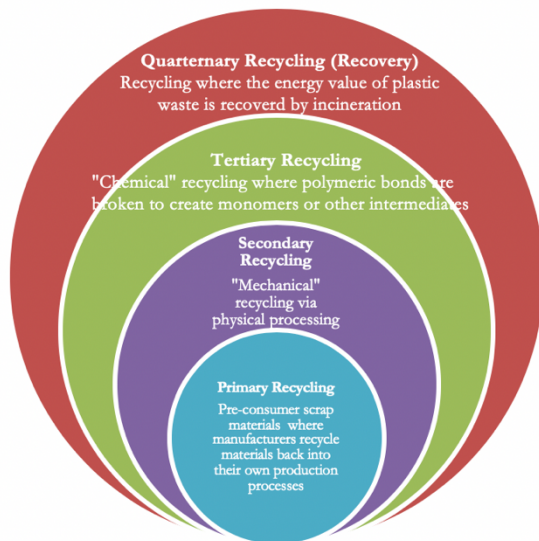 Quarternary Recycling (Recovery)
Recycling where the energy value of plastic
waste is recoverd by incineration
Tertiary Recycling
"Chemical" recycling where polymeric bonds are
broken to create monomers or other intermediates
Secondary
Recycling
"Mechanical"
recycling via
physical processing
Primary Recycling
Pre-consumer scrap
materials where
manufacturers recycle
materials back into
their own production
processes